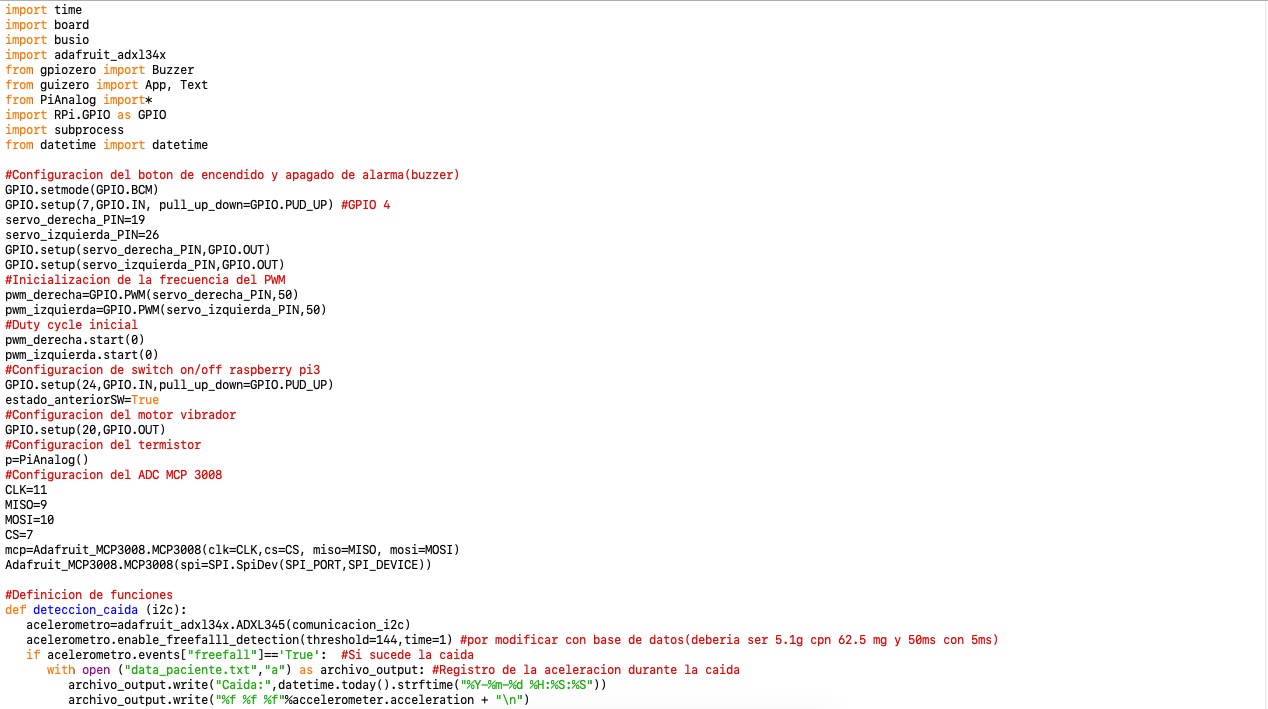 import time
import board
import busio
import adafruit_adxl34x
from gpiozero import Buzzer
from guizero import App, Text
from PiAnalog import*
import RPi.GPIO as GPIO
import subprocess
from datetime import datetime

#Configuracion del boton de encendido y apagado de alarma(buzzer)
GPIO.setmode(GPIO.BCM)
GPIO.setup(7,GPIO.IN, pull_up_down=GPIO.PUD_UP) #GPIO 4
servo_derecha_PIN=19
servo_izquierda_PIN=26
GPIO.setup(servo_derecha_PIN,GPIO.OUT)
GPIO.setup(servo_izquierda_PIN,GPIO.OUT)
#Inicializacion de la frecuencia del PWM
pwm_derecha=GPIO.PWM(servo_derecha_PIN,50)
pwm_izquierda=GPIO.PWM(servo_izquierda_PIN,50)
#Duty cycle inicial
pwm_derecha.start(0)
pwm_izquierda.start(0)
#Configuracion de switch on/off raspberry pi3
GPIO.setup(24,GPIO.IN,pull_up_down=GPIO.PUD_UP)
estado_anteriorSW=True
#Configuracion del motor vibrador
GPIO.setup(20,GPIO.OUT)
#Configuracion del termistor
p=PiAnalog()
#Configuracion del ADC MCP 3008
CLK=11
MISO=9
MOSI=10
CS=7
mcp=Adafruit_MCP3008.MCP3008(clk=CLK,cs=CS, miso=MISO, mosi=MOSI)
Adafruit_MCP3008.MCP3008(spi=SPI.SpiDev(SPI_PORT,SPI_DEVICE))

#Definicion de funciones
def deteccion_caida (i2c):
   acelerometro=adafruit_adxl34x.ADXL345(comunicacion_i2c)
   acelerometro.enable_freefalll_detection(threshold=144,time=1) #por modificar con base de datos(deberia ser 5.1g cpn 62.5 mg y 50ms con 5ms)
   if acelerometro.events["freefall"]=='True':  #Si sucede la caida
      with open ("data_paciente.txt","a") as archivo_output: #Registro de la aceleracion durante la caida
         archivo_output.write("Caida:",datetime.today().strftime("%Y-%m-%d %H:%S:%S"))
         archivo_output.write("%f %f %f"%accelerometer.acceleration + "\n")